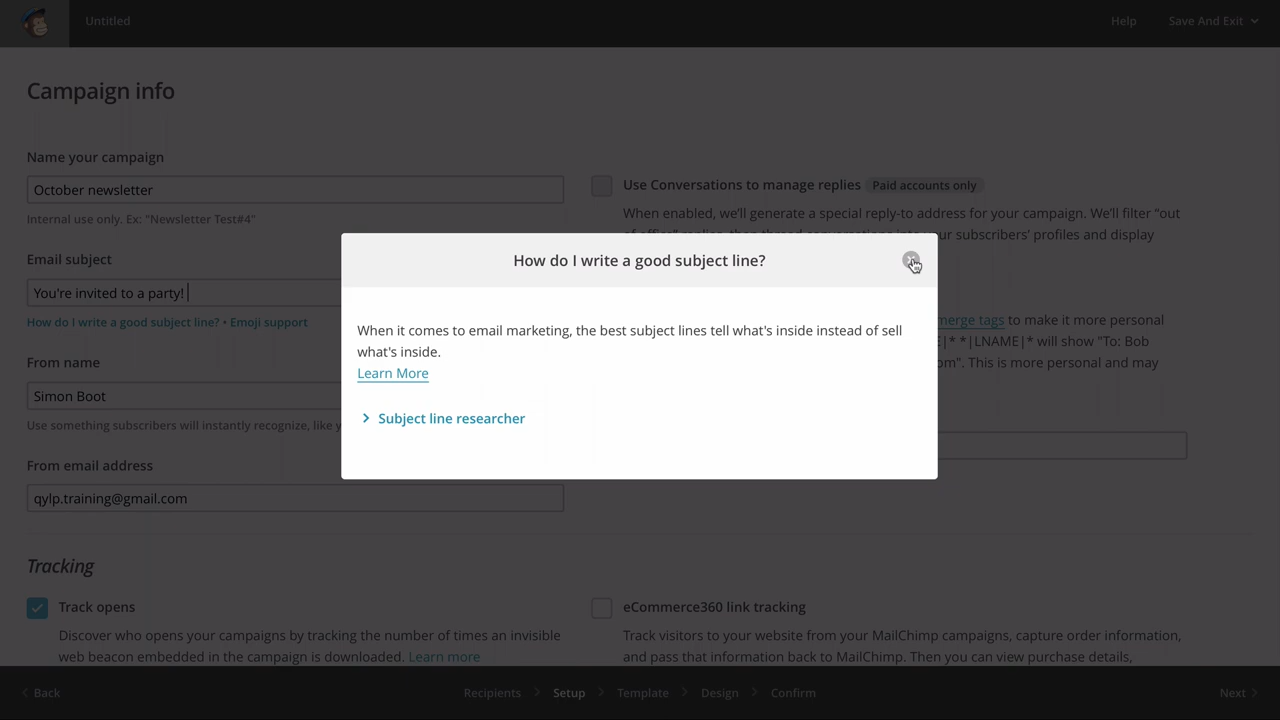 Untitled
Help
Save And Exit
Campaign info
Name your campaign
October newsletter
Internal use only. Ex: "Newsletter Test#4"
Email subject
You're invited to a party!
How do I write a good subject line? • Emoji support
From name
Simon Boot
Use something subscribers will instantly recognize, like
From email address
qylp.training@gmail.com
Use Conversations to manage replies Paid accounts only
When enabled, we'll generate a special reply-to address for your campaign. We'll filter "out
of office" replies, then thread conversations into your subscribers' profiles and display
merge tags to make it more personal
|* *|LNAME|* will show "To: Bob
This is more personal and may
How do I write a good subject line?
When it comes to email marketing, the best subject lines tell what's inside instead of sell
what's inside.
Learn More
Subject line researcher
Tracking
Track opens
Discover who opens your campaigns by tracking the number of times an invisible
web beacon embedded in the campaign is downloaded. Learn more
eCommerce360 link tracking
Track visitors to your website from your MailChimp campaigns, capture order information,
and pass that information back to MailChimp. Then you can view purchase details,
Back
Recipients > Setup > Template > Design > Confirm
Next